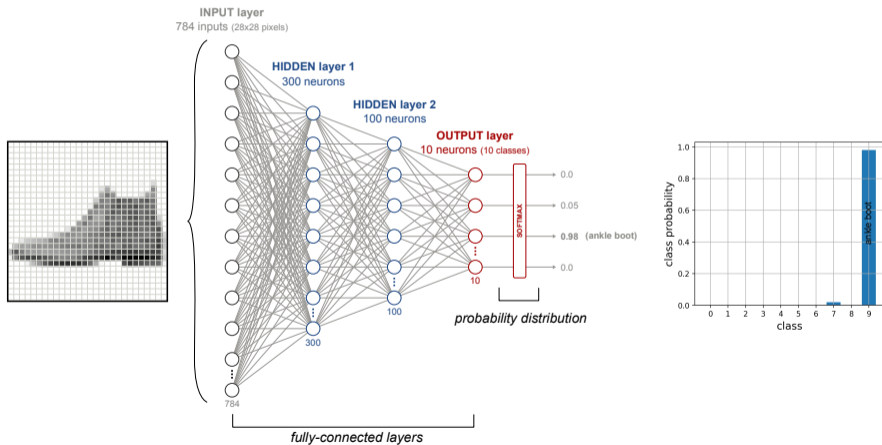 INPUT layer
784 inputs (28x28 pixels)
HIDDEN layer 1
300 neurons
HIDDEN layer 2
100 neurons
OUTPUT layer
10 neurons (10 classes)
0.0
0.05
0.98 (ankle boot)
0.0
SOFTMAX
10
100
300
784
probability distribution
fully-connected layers
class probability
1.0
0.8
0.6
0.4
0.2
0.0
ankle boot
0 1 2 3 4 5 6 7 8 9
class